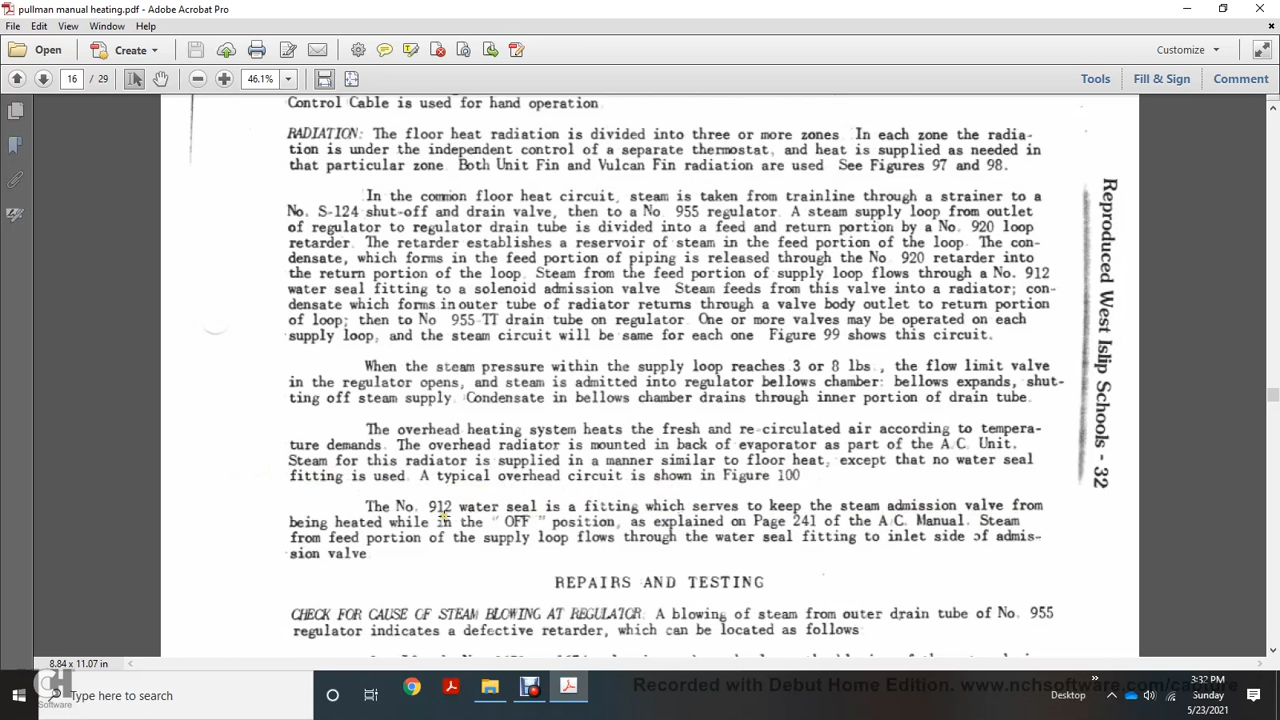 pullman manual heating.pdf - Adobe Acrobat Pro
File Edit View Window Help
Open Create Customize
16 / 29 46.1% Tools Fill & Sign Comment
Control Cable is used for hand operation
RADIATION: The floor heat radiation is divided into three or more zones In each zone the radia-
tion is under the independent control of a separate thermostat, and heat is supplied as needed in
that particular zone Both Unit Fin and Vulcan Fin radiation are used See Figures 97 and 98.
In the common floor heat circuit, steam is taken from trainline through a strainer to a
No. S-124 shut-off and drain valve, then to a No. 955 regulator. A steam supply loop from outlet
of regulator to regulator drain tube is divided into a feed and return portion by a No. 920 loop
retarder. The retarder establishes a reservoir of steam in the feed portion of the loop. The con-
densate, which forms in the feed portion of piping is released through the No. 920 retarder into
the return portion of the loop. Steam from the feed portion of supply loop flows through a No. 912
water seal fitting to a solenoid admission valve Steam feeds from this valve into a radiator; con-
densate which forms in outer tube of radiator returns through a valve body outlet to return portion
of loop; then to No 955-TT drain tube on regulator. One or more valves may be operated on each
supply loop, and the steam circuit will be same for each one Figure 99 shows this circuit.
When the steam pressure within the supply loop reaches 3 or 8 lbs., the flow limit valve
in the regulator opens, and steam is admitted into regulator bellows chamber: bellows expands, shut-
ting off steam supply. Condensate in bellows chamber drains through inner portion of drain tube.
The overhead heating system heats the fresh and re-circulated air according to tempera-
ture demands. The overhead radiator is mounted in back of evaporator as part of the A.C. Unit.
Steam for this radiator is supplied in a manner similar to floor heat, except that no water seal
fitting is used. A typical overhead circuit is shown in Figure 100
The No. 912 water seal is a fitting which serves to keep the steam admission valve from
being heated while in the "OFF" position, as explained on Page 241 of the A/C. Manual. Steam
from feed portion of the supply loop flows through the water seal fitting to inlet side of admis-
sion valve
REPAIRS AND TESTING
CHECK FOR CAUSE OF STEAM BLOWING AT REGULATOR: A blowing of steam from outer drain tube of No. 955
regulator indicates a defective retarder, which can be located as follows
Reproduced West Islip Schools - 32
8.84 x 11.07 in
Type here to search
Software
Recorded with Debut Home Edition. www.nchsoftware.com/capture
Desktop
3:32 PM
Sunday
5/23/2021